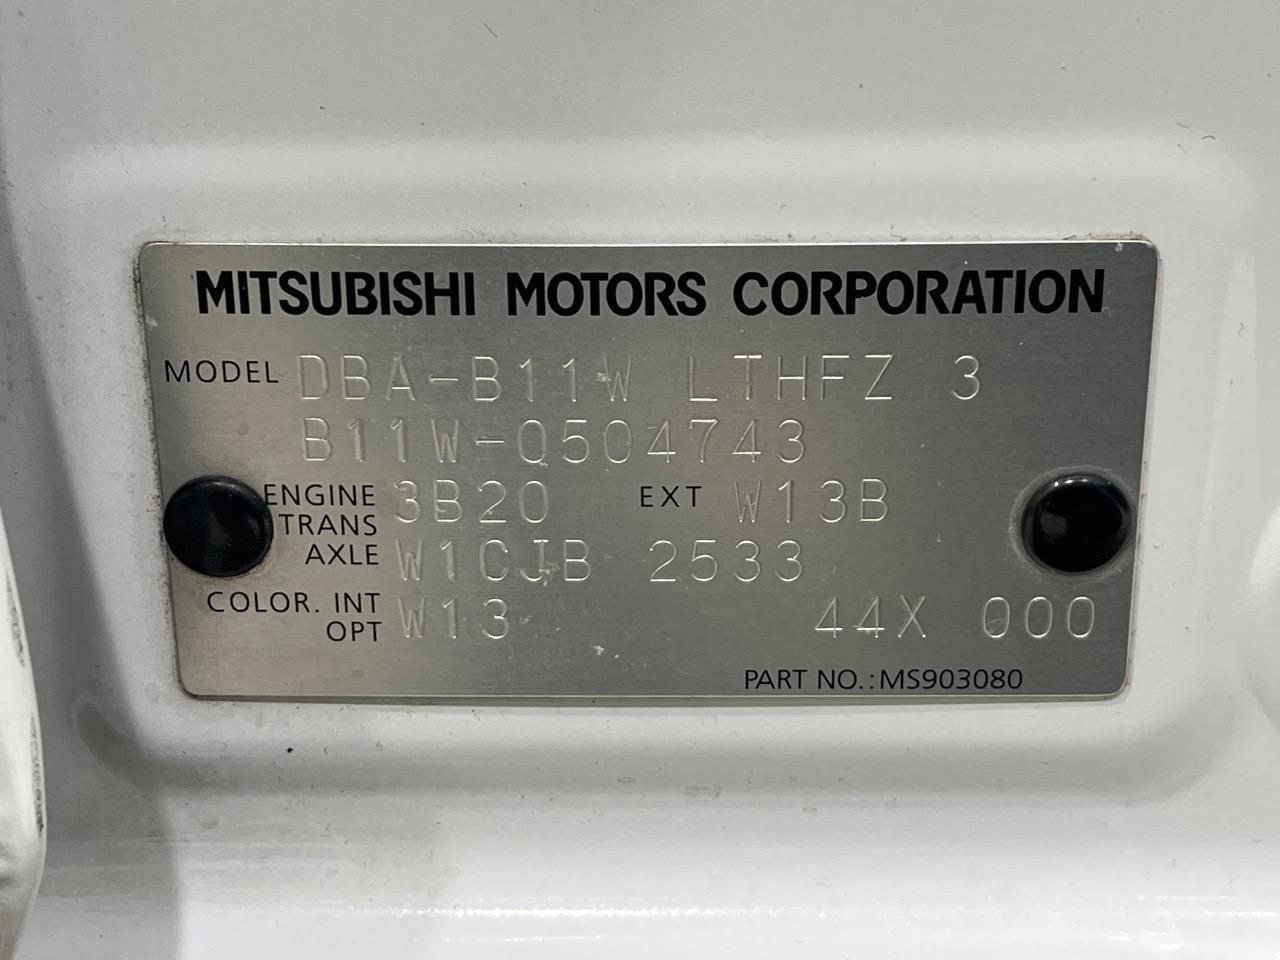 MITSUBISHI MOTORS CORPORATION
MODEL DBA-B11W LTHFZ 3
B11W-0504743
ENGINE 3B20 EXT W13B
TRANS
AXLE W1CJB 2533
COLOR. INT W13 44X 000
OPT
PART NO.:MS903080